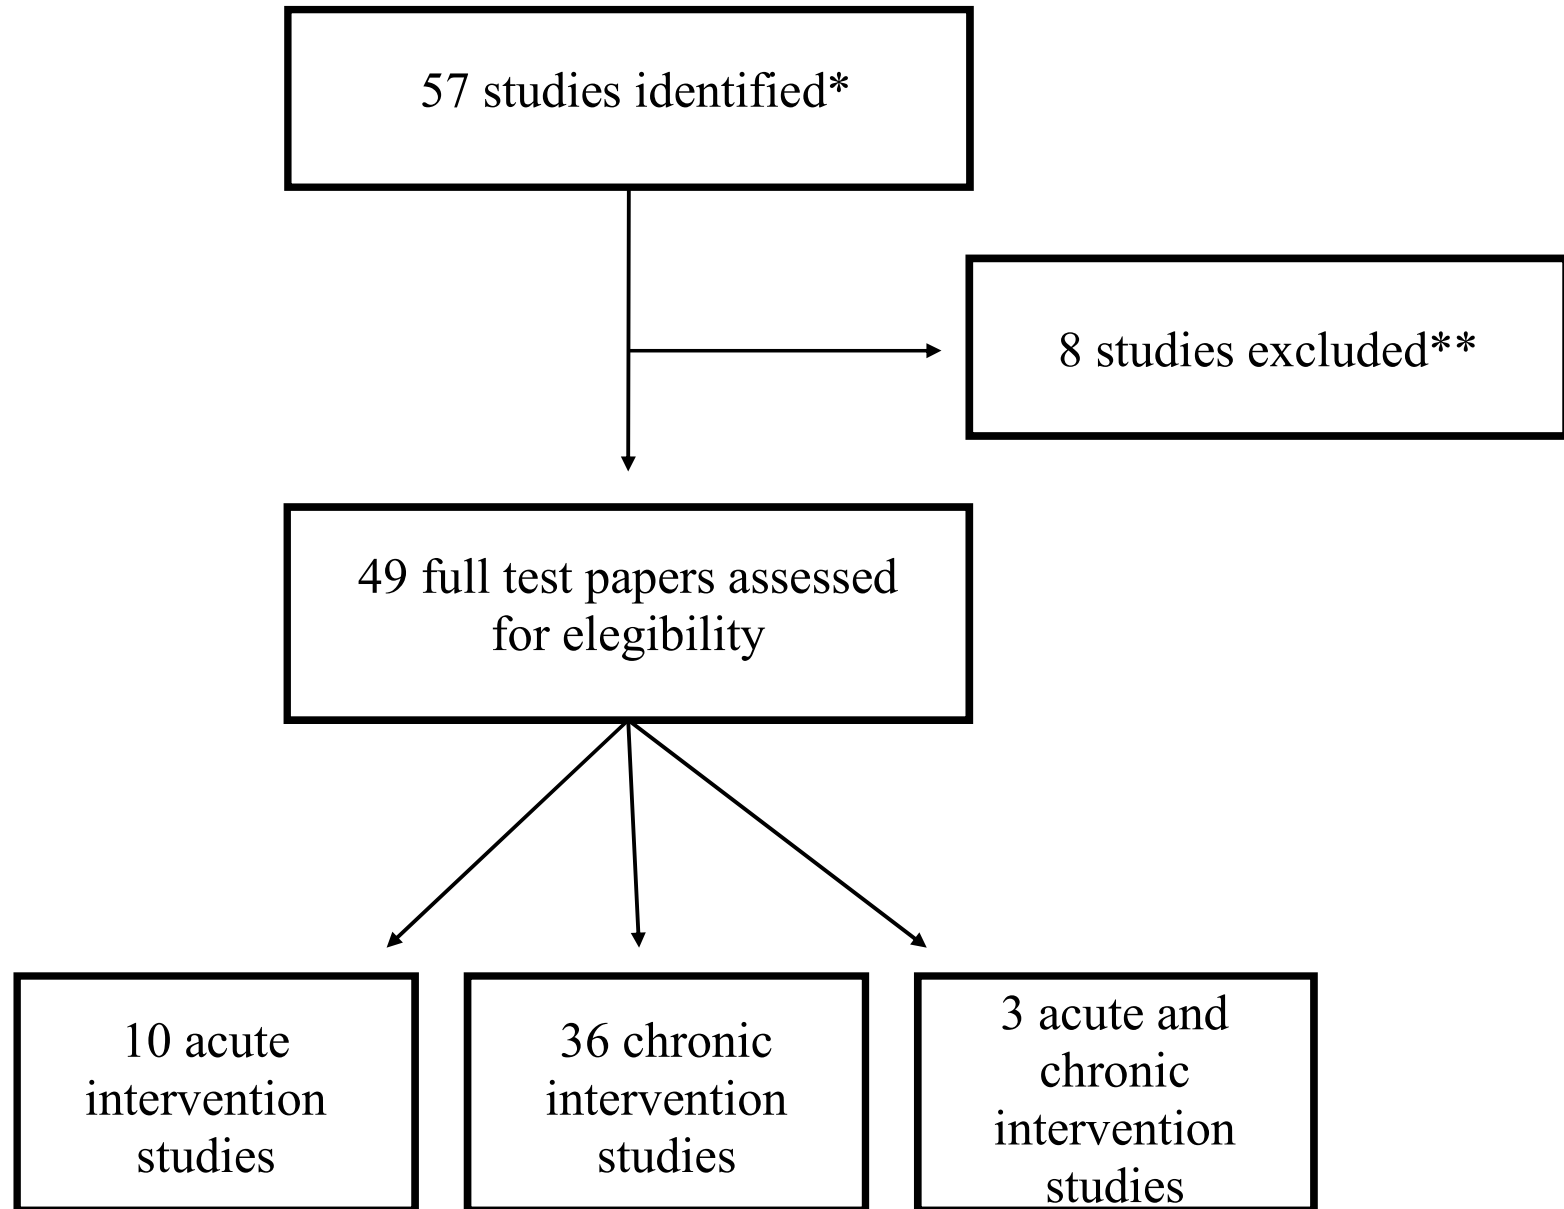 57 studies identified*
8 studies excluded**
49 full test papers assessed
for elegibility
10 acute
intervention
studies
36 chronic
intervention
studies
3 acute and
chronic
intervention
studies